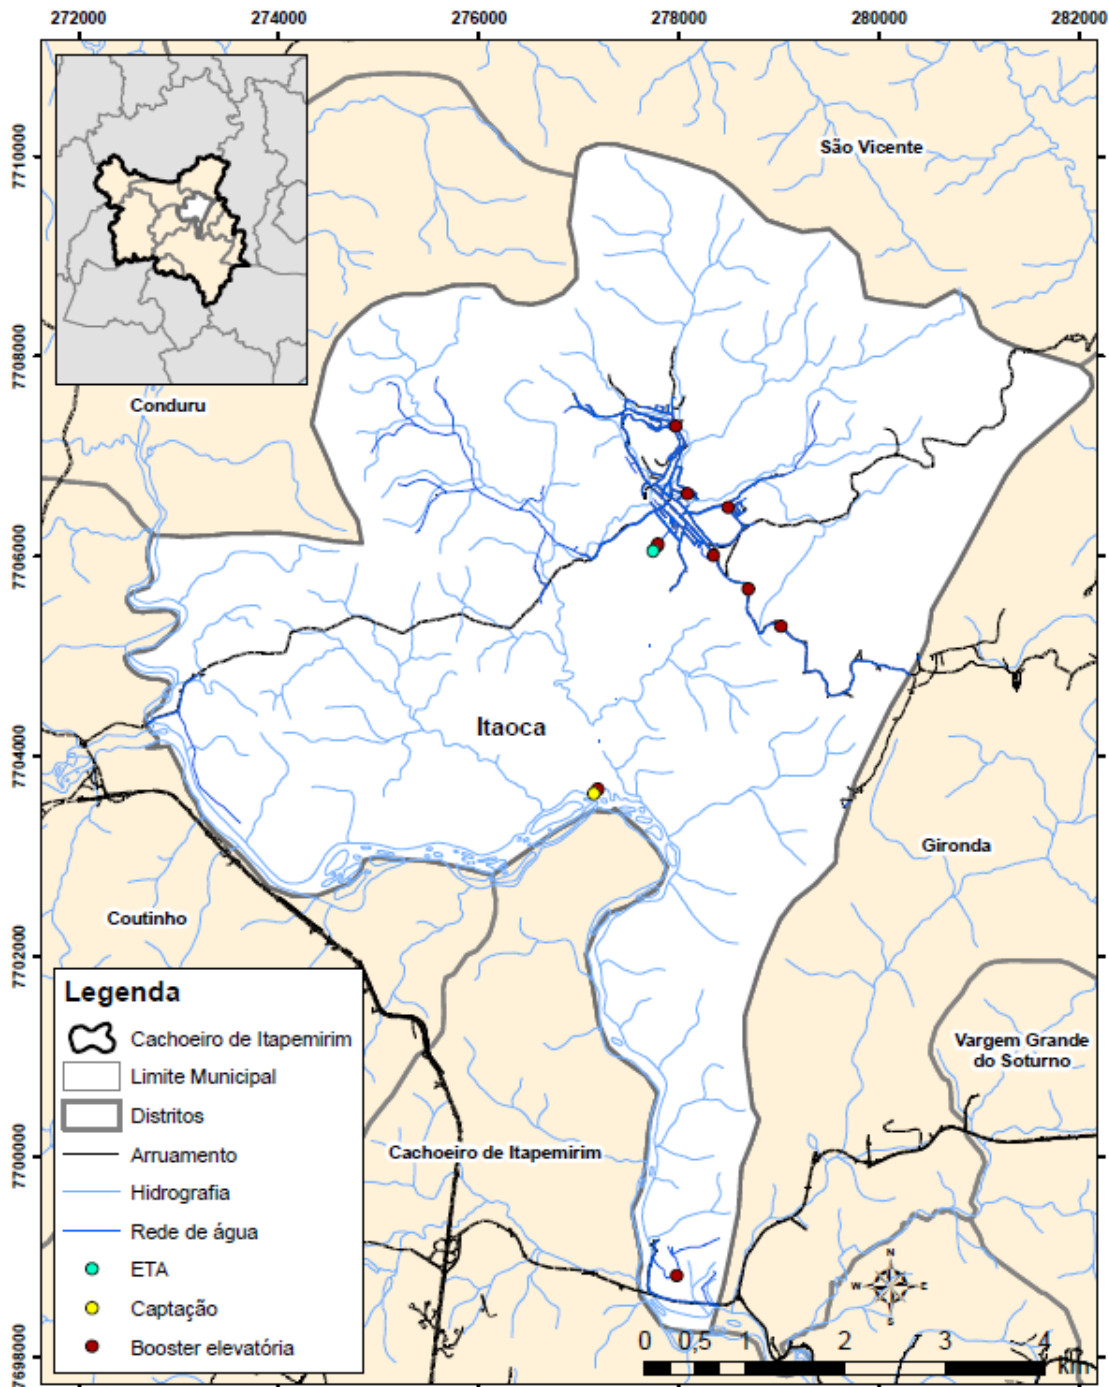 272000 274000 276000 278000 280000 282000
7710000
7708000
7706000
7704000
7702000
7700000
7698000
São Vicente
Conduru
Itaoca
Gironda
Coutinho
Vargem Grande
do Soturno
Cachoeiro de Itapemirim
Legenda
Cachoeiro de Itapemirim
Limite Municipal
Distritos
Arruamento
Hidrografia
Rede de água
ETA
Captação
Booster elevatória
N
W E
S
0 0,5 1 2 3 4
km